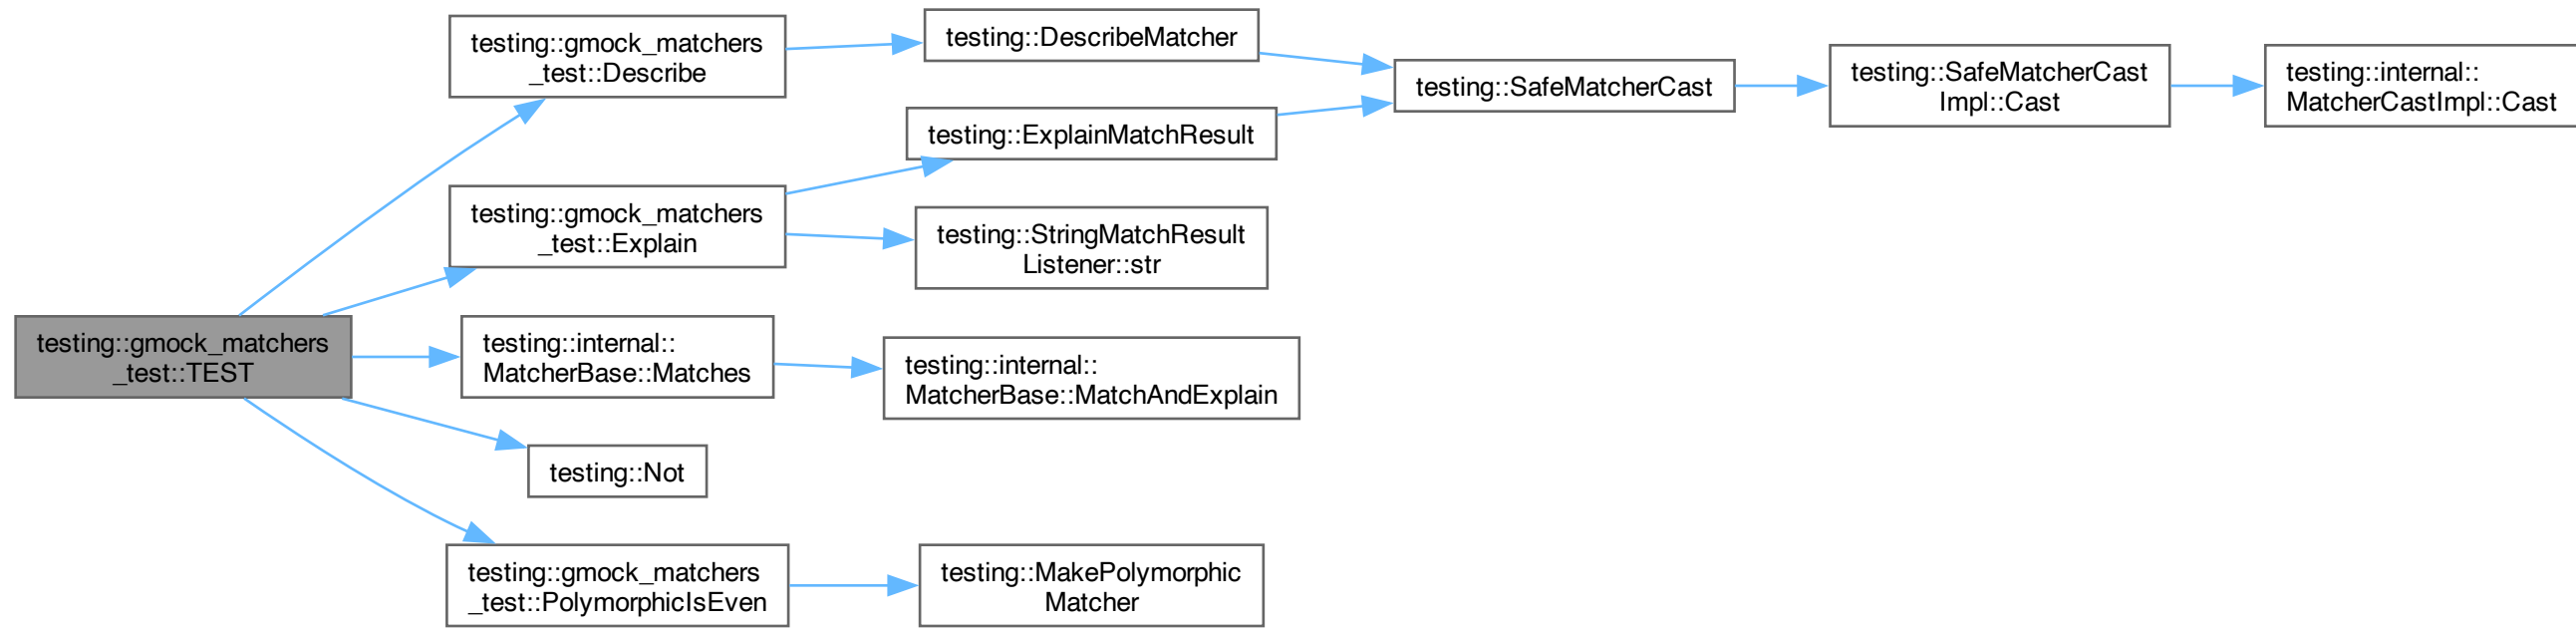 testing::gmock_matchers
_test::TEST
testing::gmock_matchers
_test::Describe
testing::DescribeMatcher
testing::SafeMatcherCast
testing::SafeMatcherCast
Impl::Cast
testing::internal::
MatcherCastImpl::Cast
testing::gmock_matchers
_test::Explain
testing::ExplainMatchResult
testing::StringMatchResult
Listener::str
testing::internal::
MatcherBase::Matches
testing::internal::
MatcherBase::MatchAndExplain
testing::Not
testing::gmock_matchers
_test::PolymorphicIsEven
testing::MakePolymorphic
Matcher